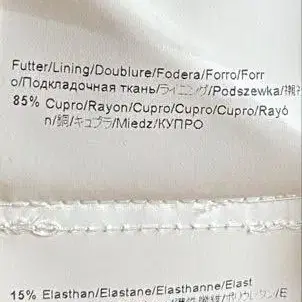 Futter/Lining/Doublure/Fodera/Forro/Forr
o/Подкладочная ткань/ライニング/Podszewka/
85% Cupro/Rayon/Cupro/Cupro/Cupro/Rayó
n/銅/キュプラ/Miedz/КУПРО
15% Elasthan/Elastane/Elasthanne/Elast